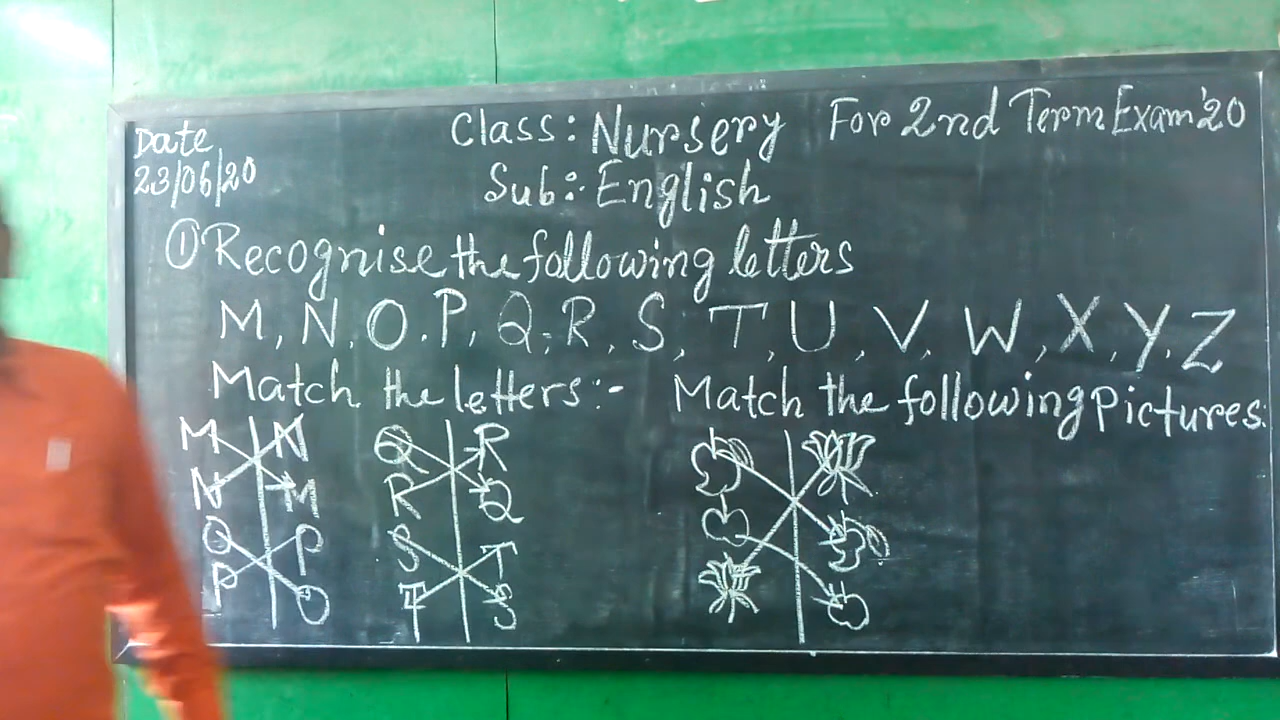 Date
23/06/20
Class: Nursery For 2nd Term Exam'20
Sub: English
① Recognise the following letters
M, N, O, P, Q, R, S, T, U, V, W, X, Y, Z
Match the letters:-
M N
N M
O P
P O
Q R
R Q
S T
T S
Match the following Pictures: